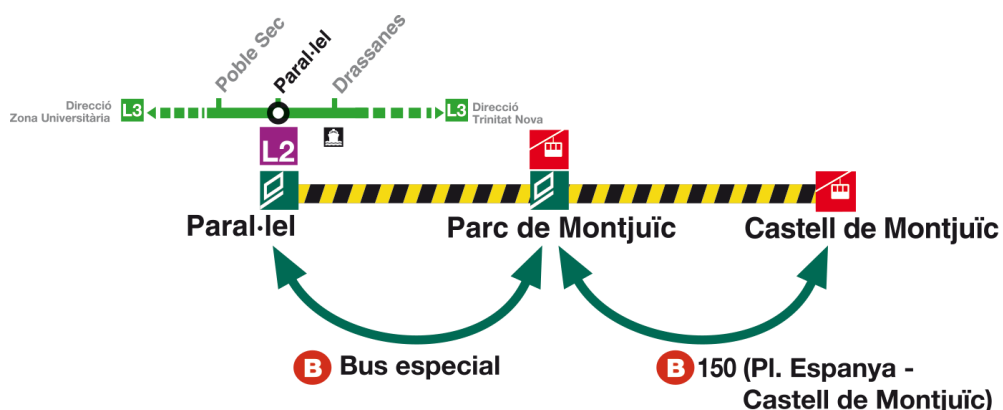 Poble Sec
Paral·lel
Drassanes
Direcció
Zona Universitària
L3
L3
Direcció
Trinitat Nova
L2
Paral·lel
Parc de Montjuïc
Castell de Montjuïc
B Bus especial
B 150 (Pl. Espanya -
Castell de Montjuïc)